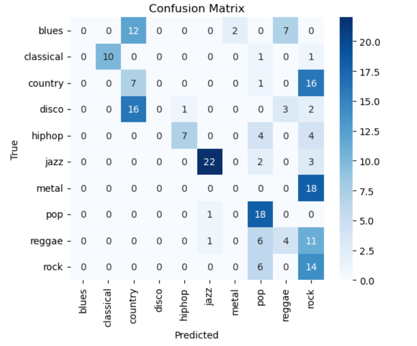 Confusion Matrix
blues 0 0 12 0 0 0 2 0 7 0
classical 0 10 0 0 0 0 0 1 0 1
country 0 0 7 0 0 0 0 1 0 16
disco 0 0 16 0 1 0 0 0 3 2
hiphop 0 0 0 0 7 0 0 4 0 4
jazz 0 0 0 0 0 22 0 2 0 3
metal 0 0 0 0 0 0 0 0 0 18
pop 0 0 0 0 0 1 0 18 0 0
reggae 0 0 0 0 0 1 0 6 4 11
rock 0 0 0 0 0 0 0 6 0 14
blues classical country disco hiphop jazz metal pop reggae rock
Predicted
True
20.0
17.5
15.0
12.5
10.0
7.5
5.0
2.5
0.0